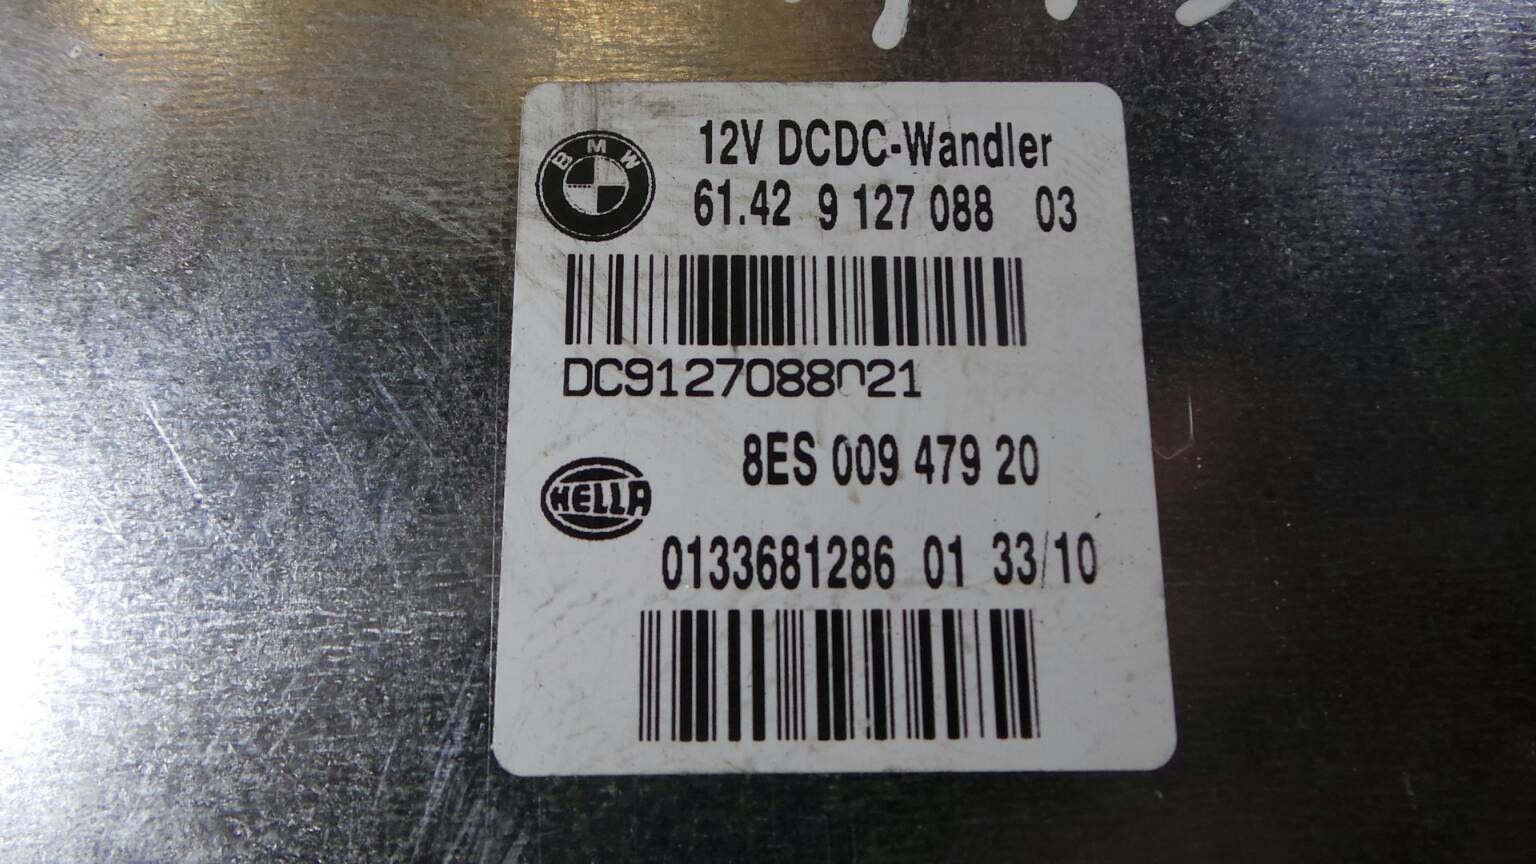 BMW
12V DCDC-Wandler
61.42 9 127 088 03
DC9127088021
8ES 009 479 20
HELLA
0133681286 01 33/10